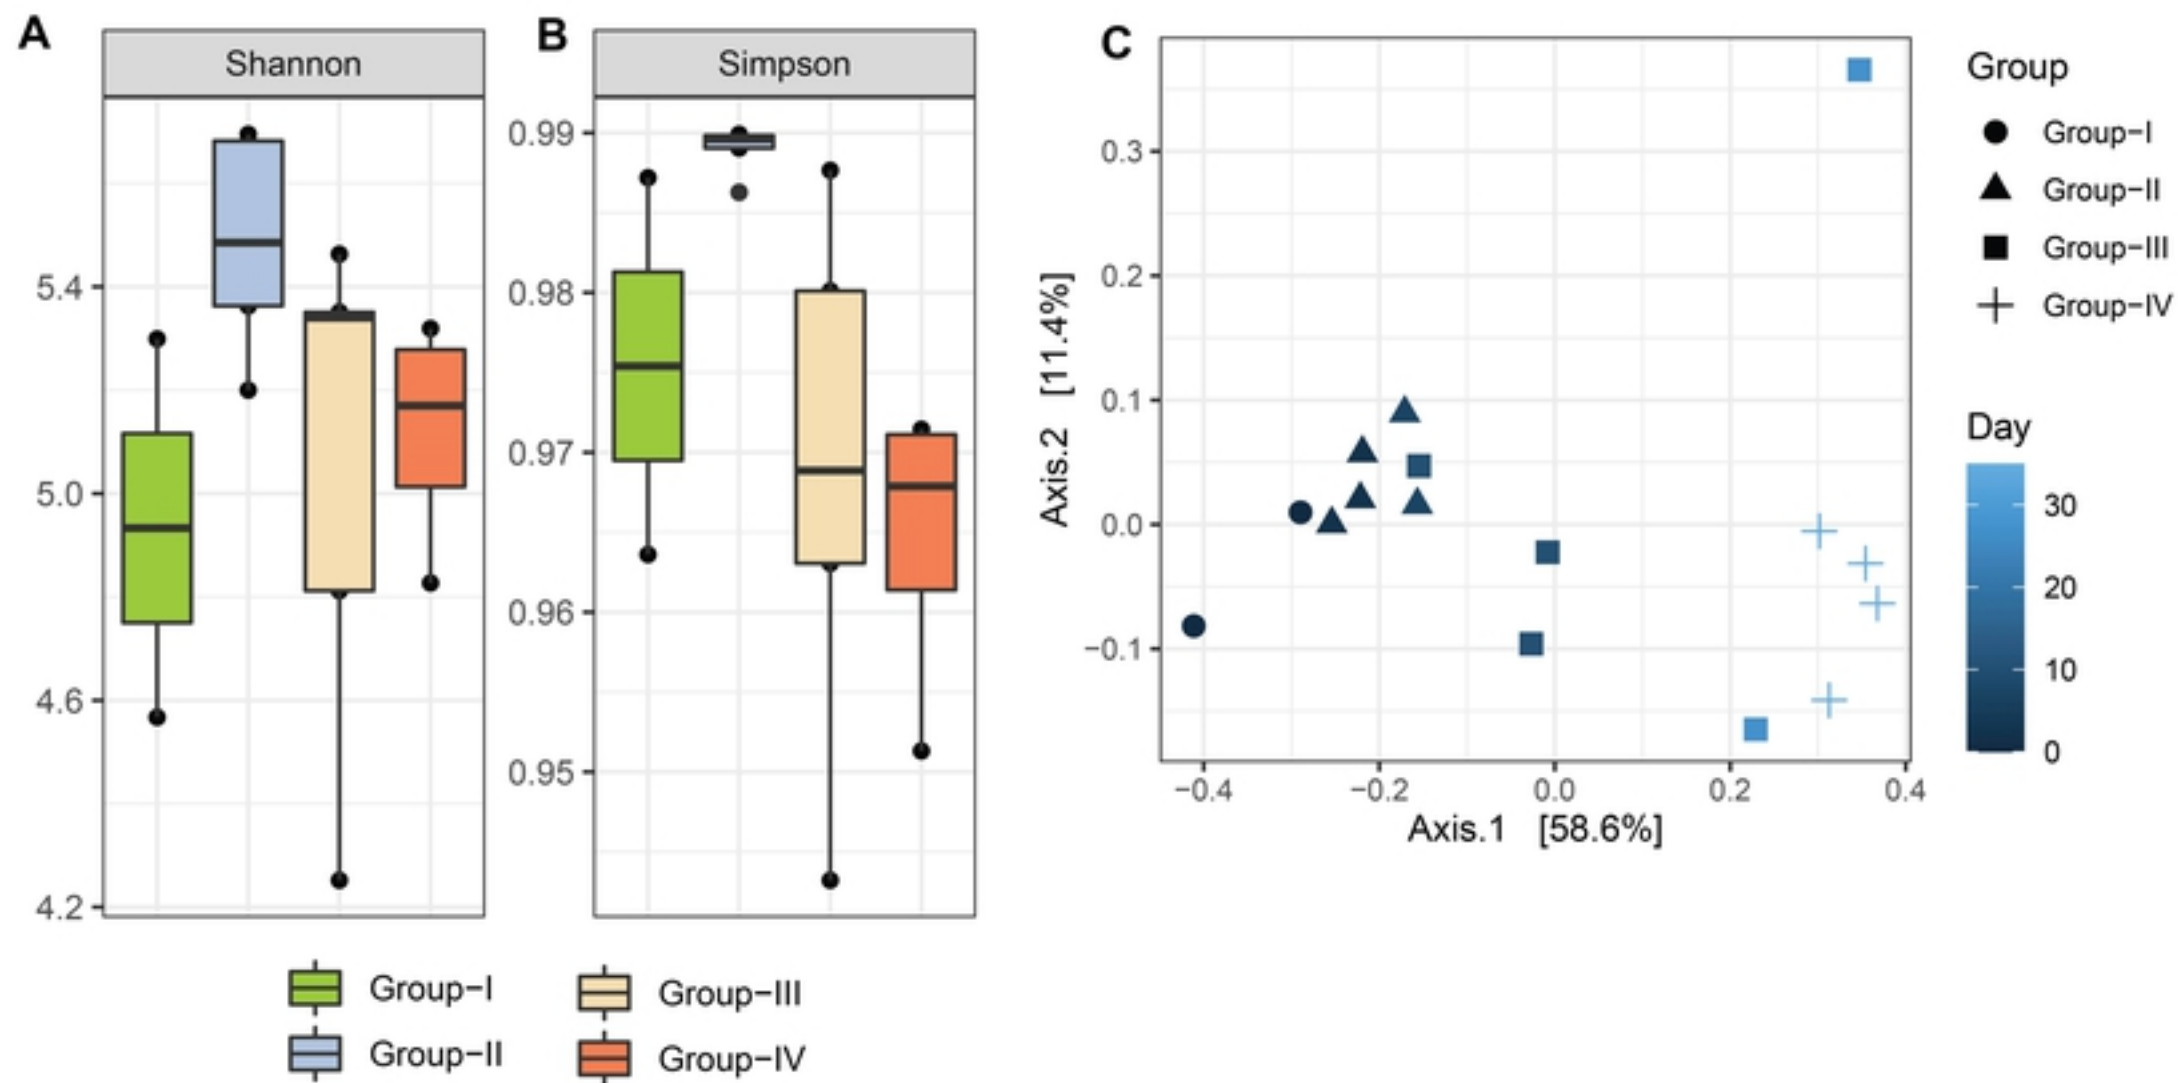 A
Shannon
5.4
5.0
4.6
4.2
B
Simpson
0.99
0.98
0.97
0.96
0.95
Group−I
Group−II
Group−III
Group−IV
C
Axis.2 [11.4%]
0.3
0.2
0.1
0.0
−0.1
−0.4 −0.2 0.0 0.2 0.4
Axis.1 [58.6%]
Group
Group−I
Group−II
Group−III
Group−IV
Day
30
20
10
0